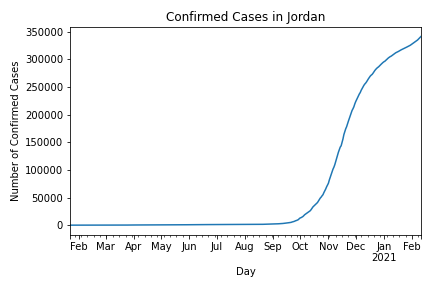 Confirmed Cases in Jordan
Number of Confirmed Cases
350000
300000
250000
200000
150000
100000
50000
0
Feb Mar Apr May Jun Jul Aug Sep Oct Nov Dec Jan Feb
2021
Day